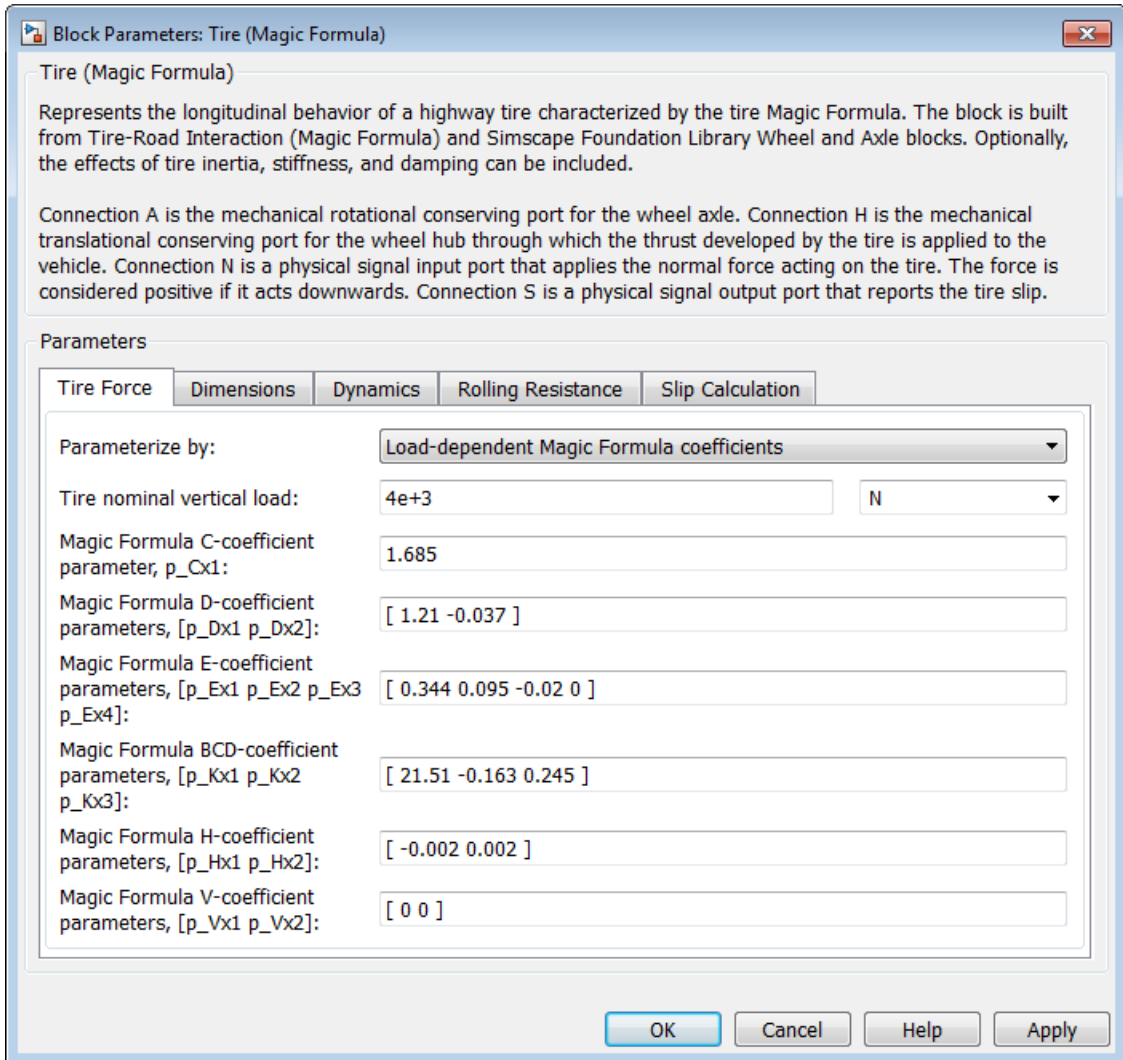 Block Parameters: Tire (Magic Formula)
Tire (Magic Formula)
Represents the longitudinal behavior of a highway tire characterized by the tire Magic Formula. The block is built
from Tire-Road Interaction (Magic Formula) and Simscape Foundation Library Wheel and Axle blocks. Optionally,
the effects of tire inertia, stiffness, and damping can be included.
Connection A is the mechanical rotational conserving port for the wheel axle. Connection H is the mechanical
translational conserving port for the wheel hub through which the thrust developed by the tire is applied to the
vehicle. Connection N is a physical signal input port that applies the normal force acting on the tire. The force is
considered positive if it acts downwards. Connection S is a physical signal output port that reports the tire slip.
Parameters
Tire Force Dimensions Dynamics Rolling Resistance Slip Calculation
Parameterize by: Load-dependent Magic Formula coefficients
Tire nominal vertical load: 4e+3 N
Magic Formula C-coefficient
parameter, p_Cx1:
1.685
Magic Formula D-coefficient
parameters, [p_Dx1 p_Dx2]:
[ 1.21 -0.037 ]
Magic Formula E-coefficient
parameters, [p_Ex1 p_Ex2 p_Ex3
p_Ex4]:
[ 0.344 0.095 -0.02 0 ]
Magic Formula BCD-coefficient
parameters, [p_Kx1 p_Kx2
p_Kx3]:
[ 21.51 -0.163 0.245 ]
Magic Formula H-coefficient
parameters, [p_Hx1 p_Hx2]:
[ -0.002 0.002 ]
Magic Formula V-coefficient
parameters, [p_Vx1 p_Vx2]:
[ 0 0 ]
OK Cancel Help Apply